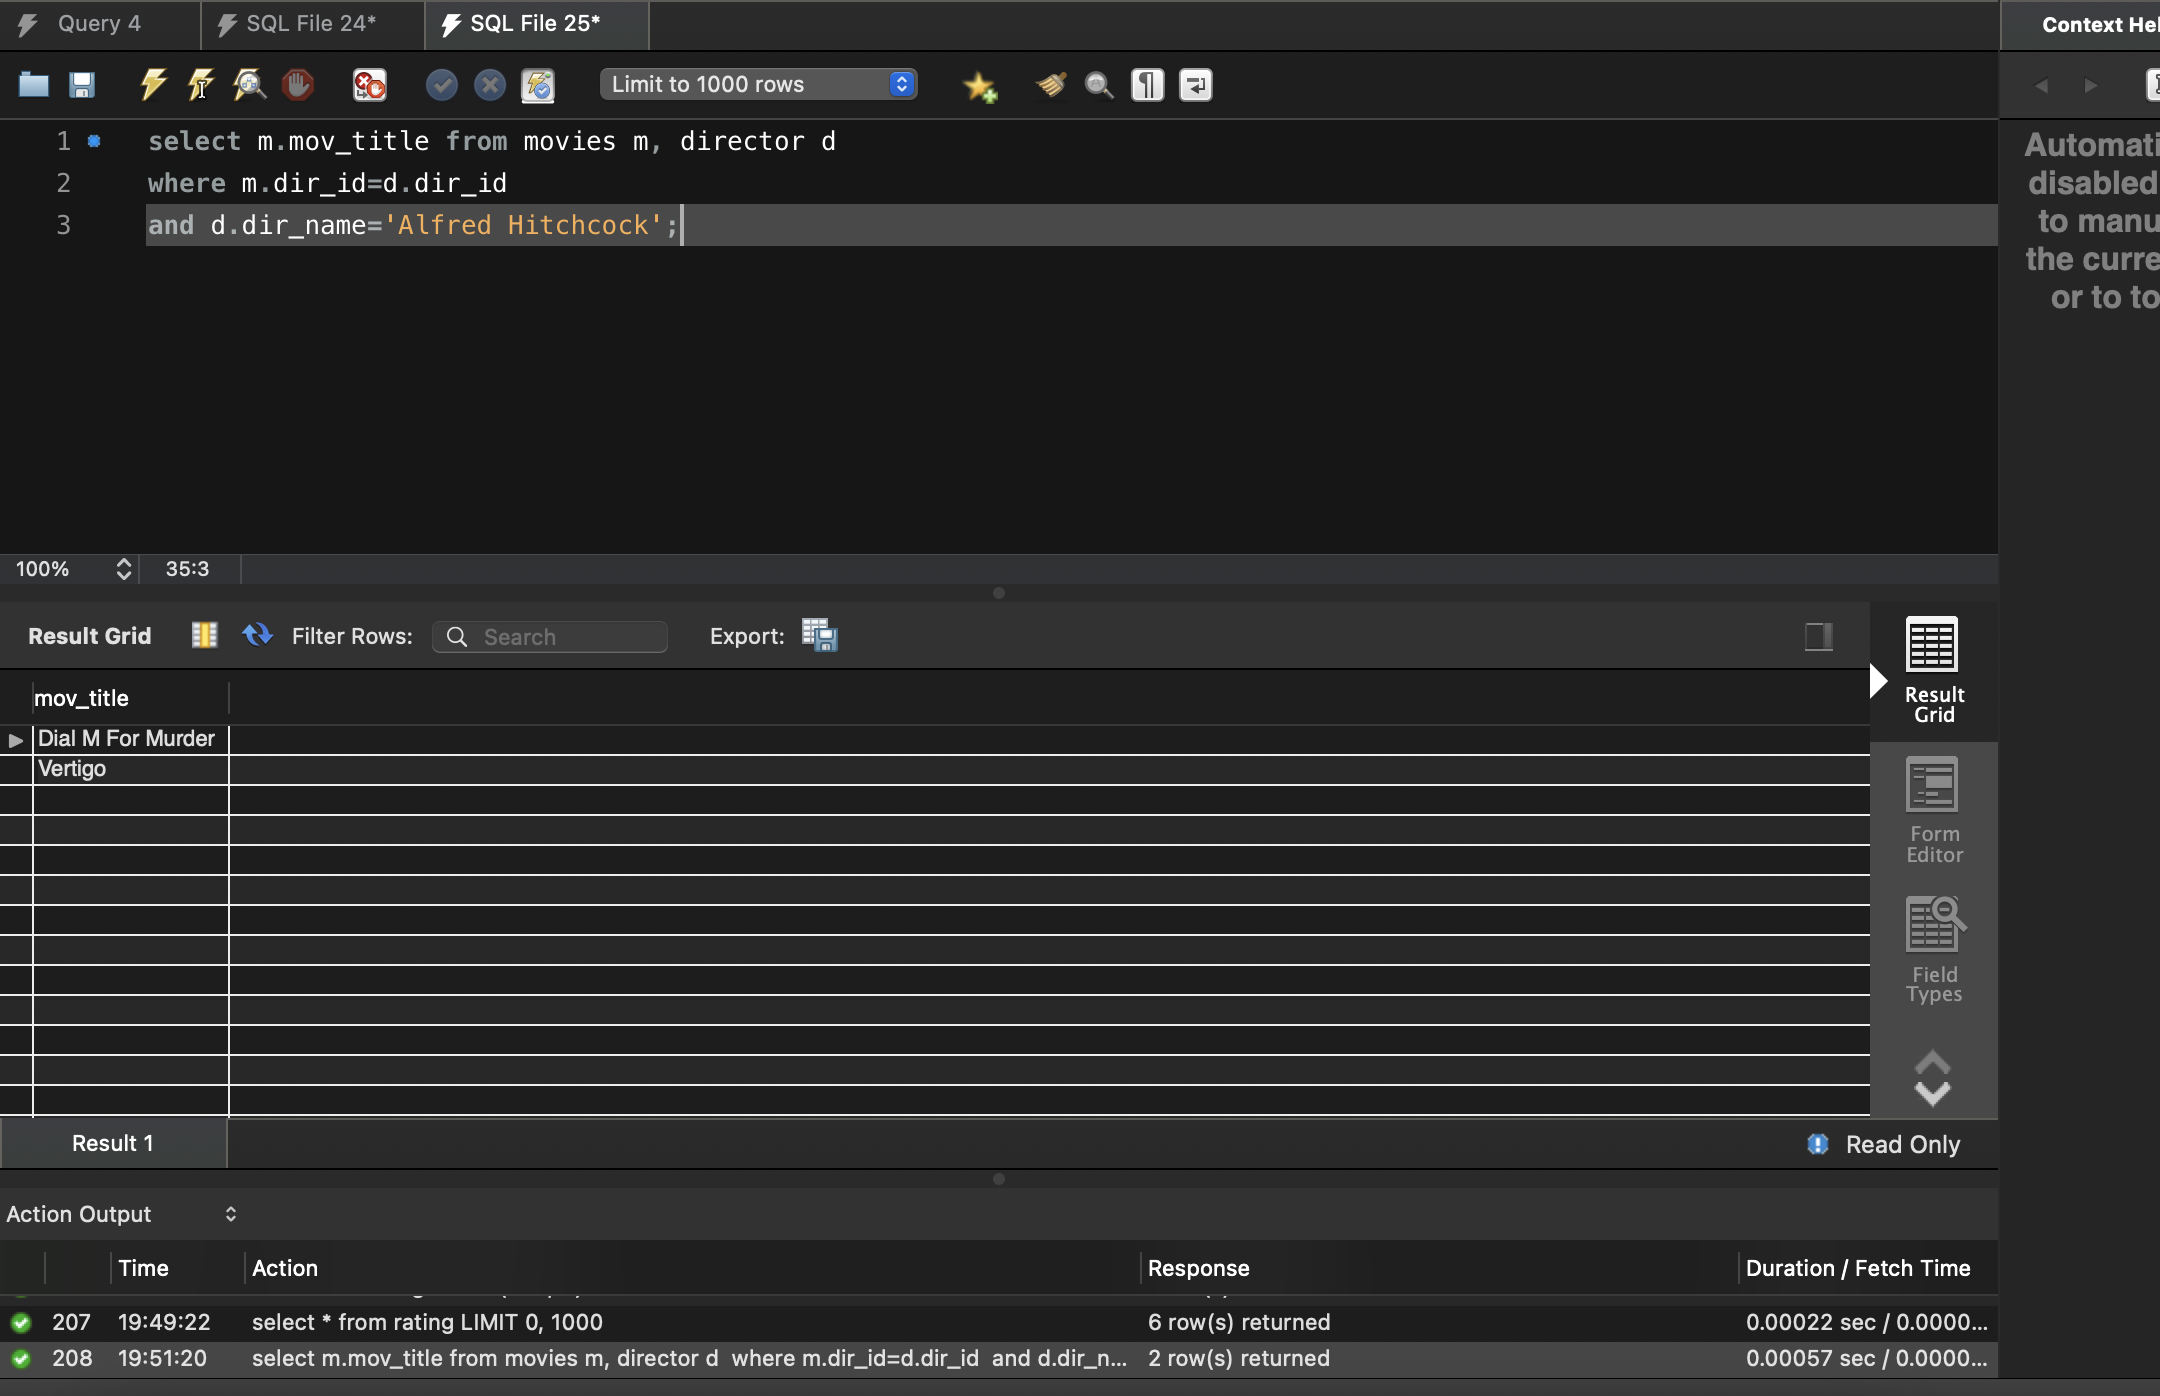 Query 4
SQL File 24*
SQL File 25*
Context Hel
Limit to 1000 rows
1 select m.mov_title from movies m, director d
2 where m.dir_id=d.dir_id
3 and d.dir_name='Alfred Hitchcock';
Automati
disabled
to manu
the curre
or to to
100% 35:3
Result Grid Filter Rows: Search Export:
mov_title
Dial M For Murder
Vertigo
Result
Grid
Form
Editor
Field
Types
Result 1
Read Only
Action Output
Time Action Response Duration / Fetch Time
207 19:49:22 select * from rating LIMIT 0, 1000 6 row(s) returned 0.00022 sec / 0.0000...
208 19:51:20 select m.mov_title from movies m, director d where m.dir_id=d.dir_id and d.dir_n... 2 row(s) returned 0.00057 sec / 0.0000...